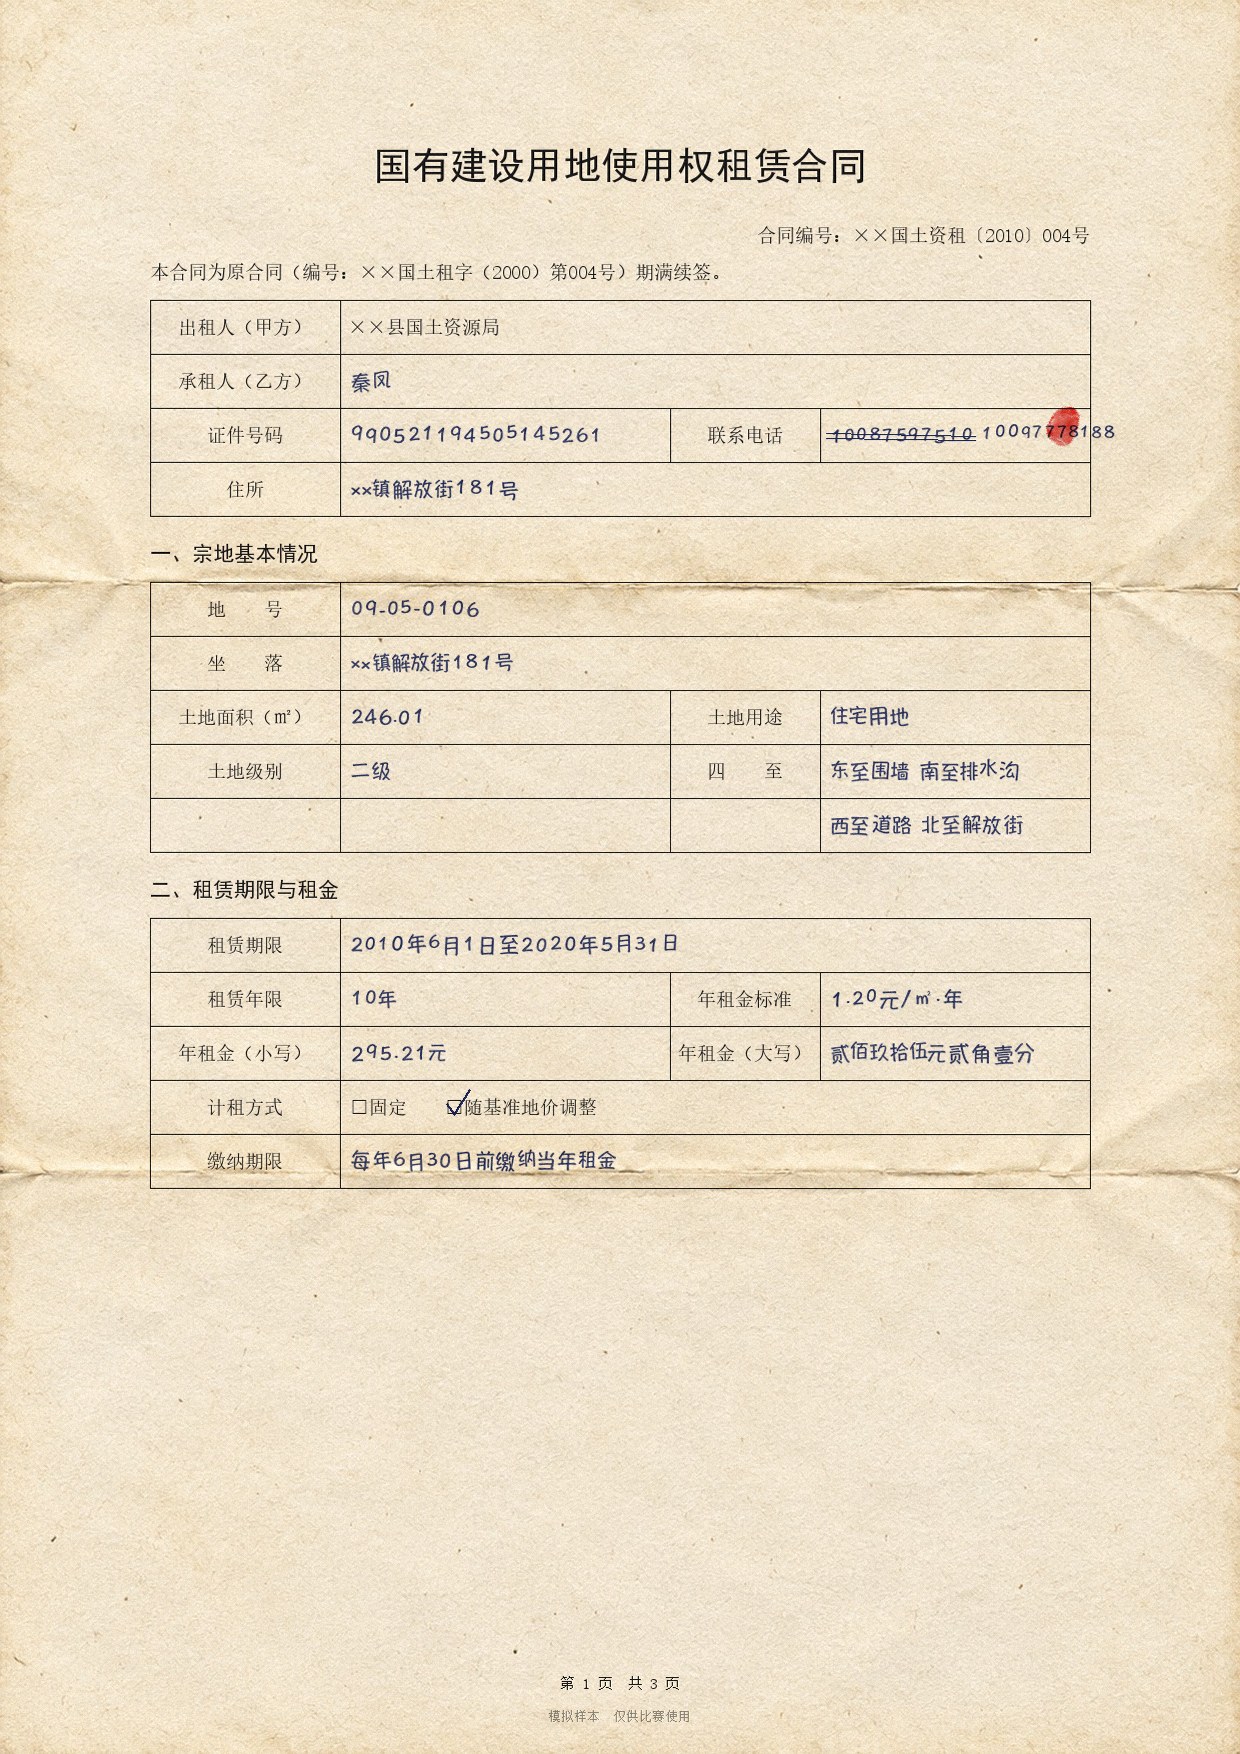 国有建设用地使用权租赁合同
合同编号：××国土资租〔2010〕004号
本合同为原合同（编号：××国土租字（2000）第004号）期满续签。
出租人（甲方） ××县国土资源局
承租人（乙方） 秦凤
证件号码 990521194505145261 联系电话 10087597510 10097778188
住所 ××镇解放街181号
一、宗地基本情况
地 号 09-05-0106
坐 落 ××镇解放街181号
土地面积（㎡） 246.01 土地用途 住宅用地
土地级别 二级 四 至 东至围墙 南至排水沟
西至道路 北至解放街
二、租赁期限与租金
租赁期限 2010年6月1日至2020年5月31日
租赁年限 10年 年租金标准 1.20元/㎡·年
年租金（小写） 295.21元 年租金（大写） 贰佰玖拾伍元贰角壹分
计租方式 □固定 ☑随基准地价调整
缴纳期限 每年6月30日前缴纳当年租金
第 1 页 共 3 页
模拟样本 仅供比赛使用